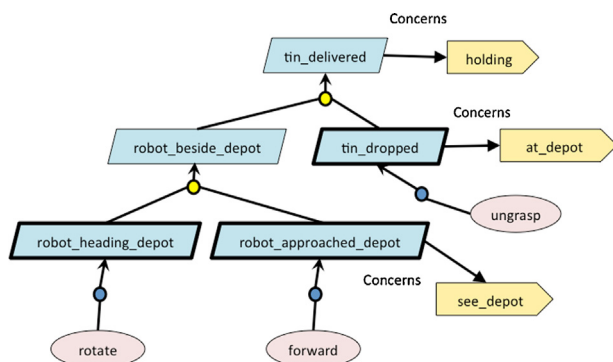 Concerns
tin_delivered
holding
Concerns
robot_beside_depot
tin_dropped
at_depot
ungrasp
robot_heading_depot
robot_approached_depot
Concerns
see_depot
rotate
forward